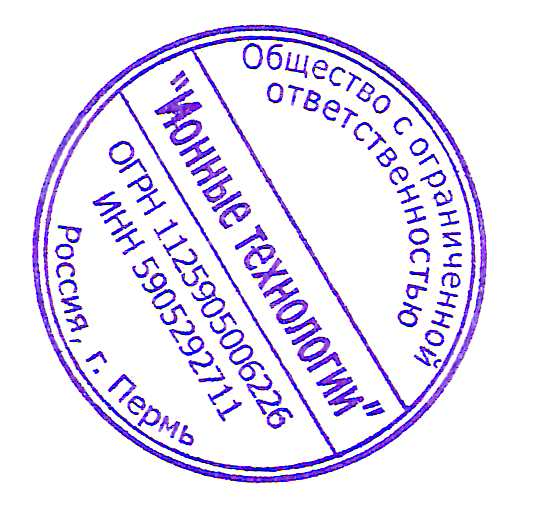 Общество с ограниченной
ответственностью
"Ионные технологии"
ОГРН 1125905006226
ИНН 5905292711
Россия, г. Пермь